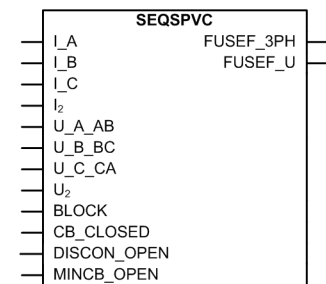 SEQSPVC
I_A FUSEF_3PH
I_B FUSEF_U
I_C
I₂
U_A_AB
U_B_BC
U_C_CA
U₂
BLOCK
CB_CLOSED
DISCON_OPEN
MINCB_OPEN